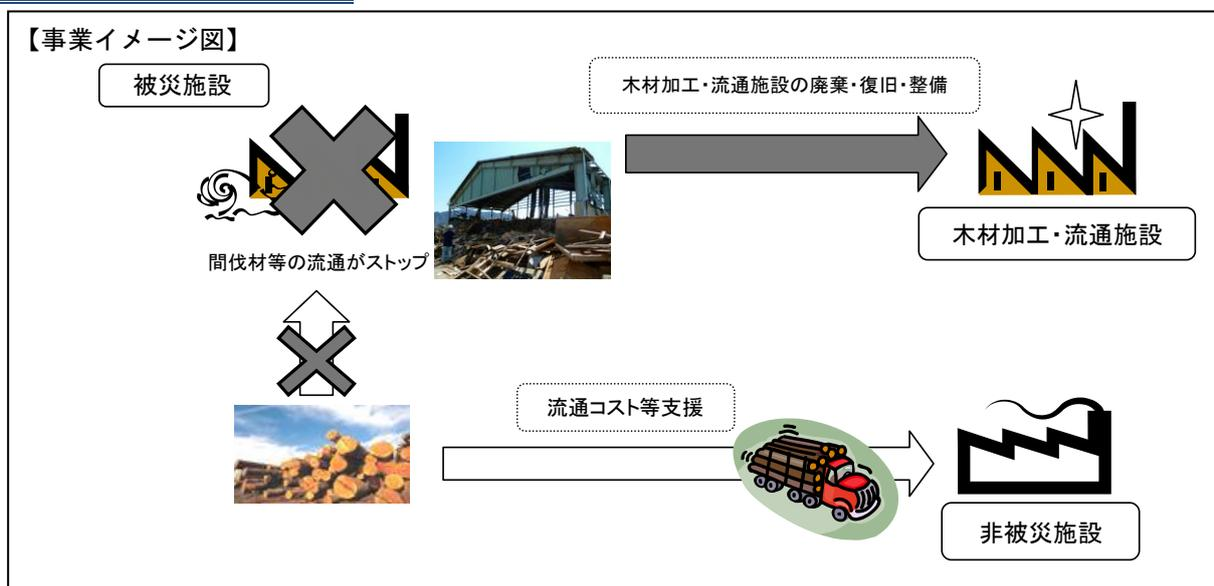 【事業イメージ図】
被災施設
木材加工・流通施設の廃棄・復旧・整備
木材加工・流通施設
間伐材等の流通がストップ
流通コスト等支援
非被災施設